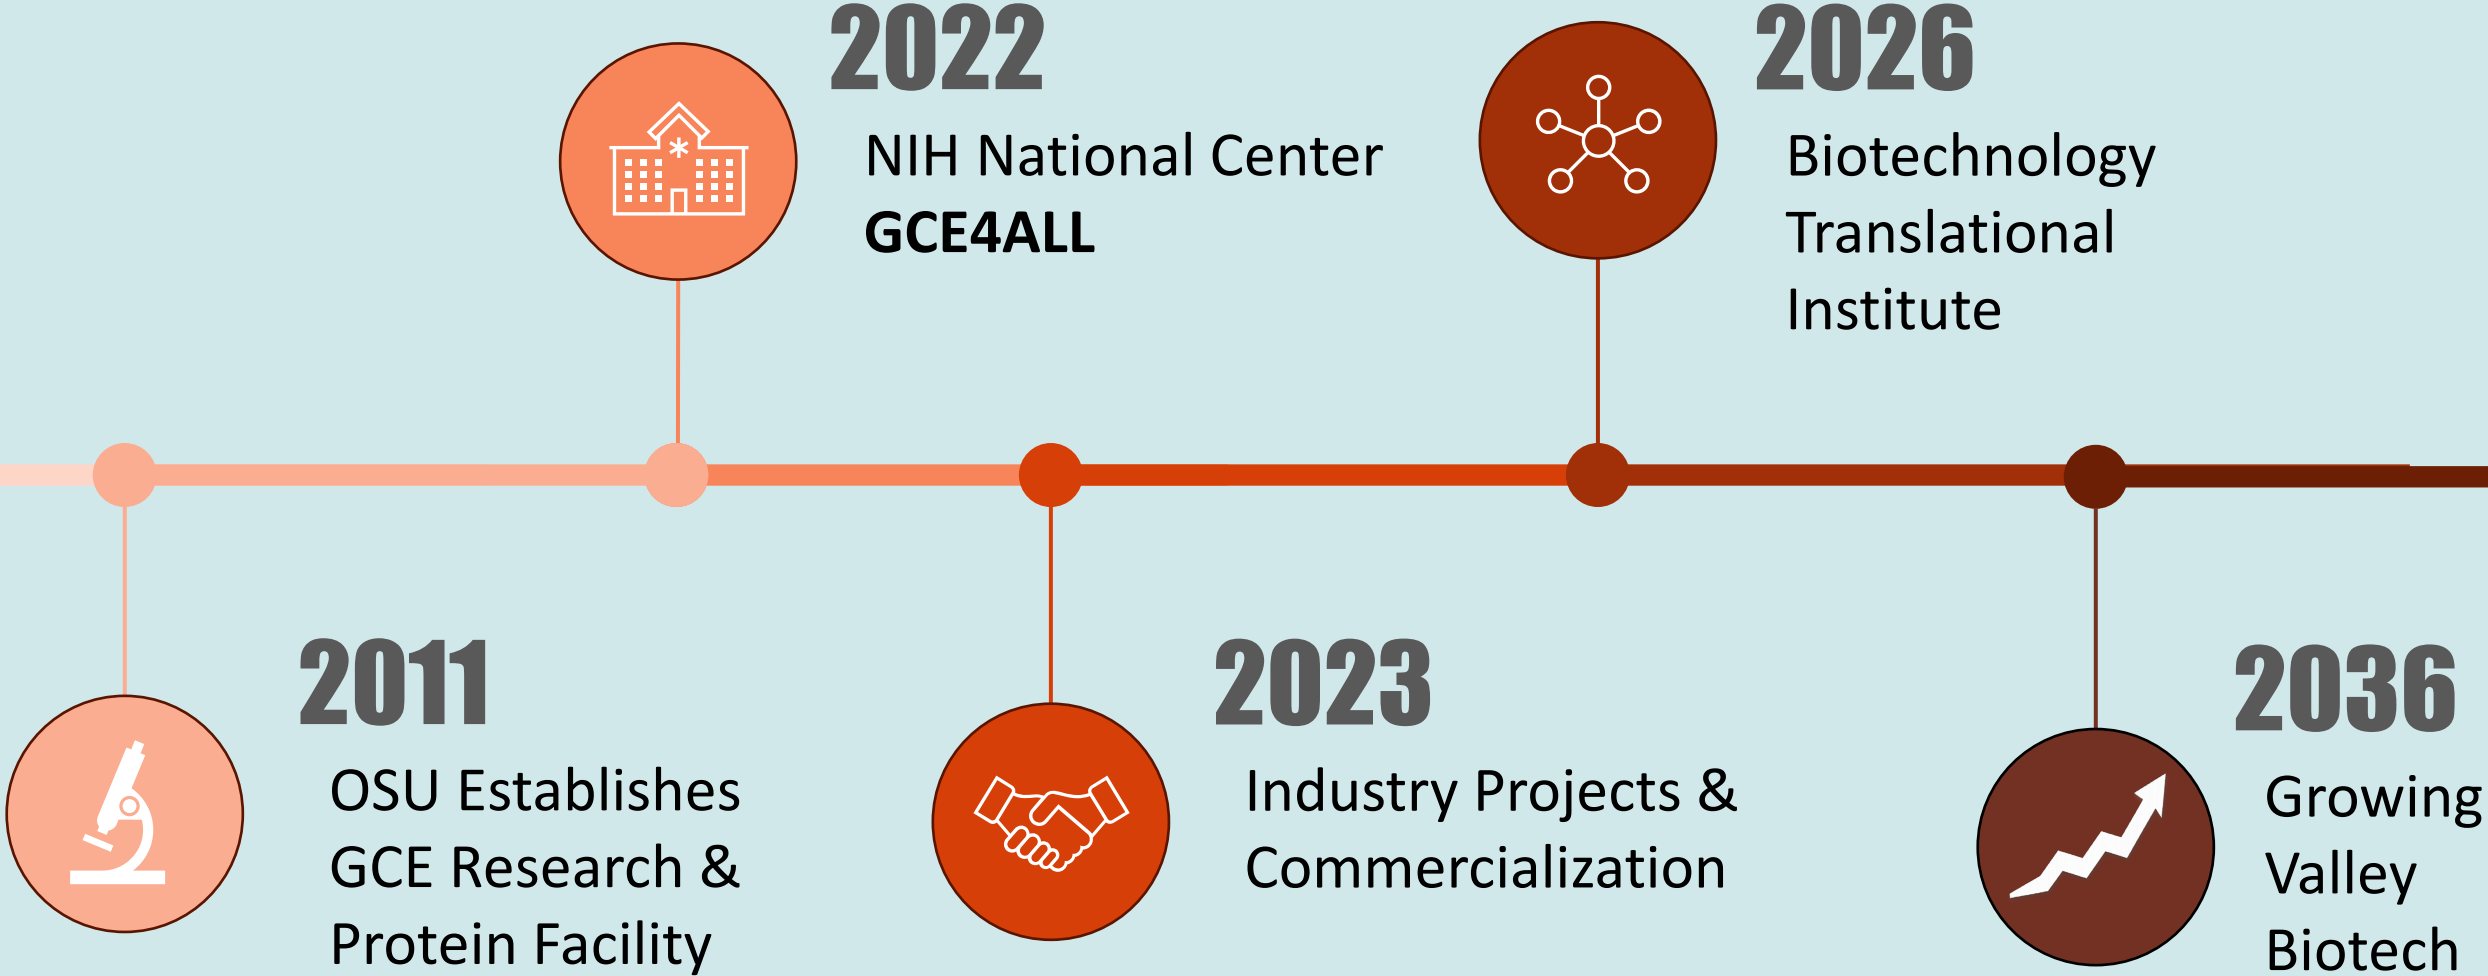 2022
NIH National Center
GCE4ALL
2026
Biotechnology
Translational
Institute
2011
OSU Establishes
GCE Research &
Protein Facility
2023
Industry Projects &
Commercialization
2036
Growing
Valley
Biotech